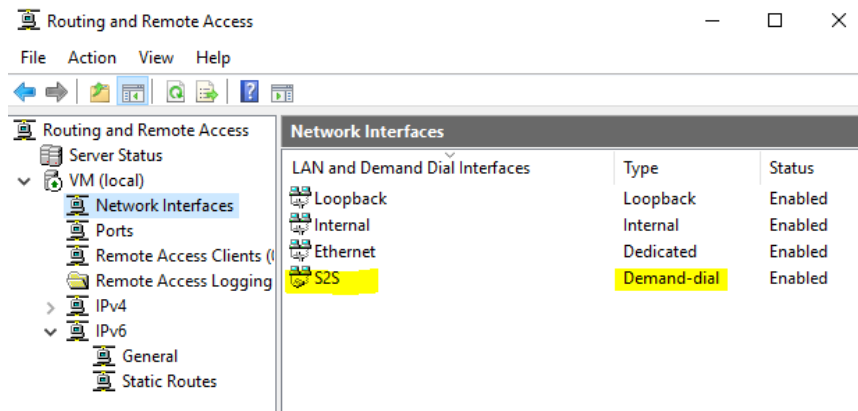 Routing and Remote Access
File Action View Help
Routing and Remote Access
Server Status
VM (local)
Network Interfaces
Ports
Remote Access Clients (
Remote Access Logging
IPv4
IPv6
General
Static Routes
Network Interfaces
LAN and Demand Dial Interfaces Type Status
Loopback Loopback Enabled
Internal Internal Enabled
Ethernet Dedicated Enabled
S2S Demand-dial Enabled